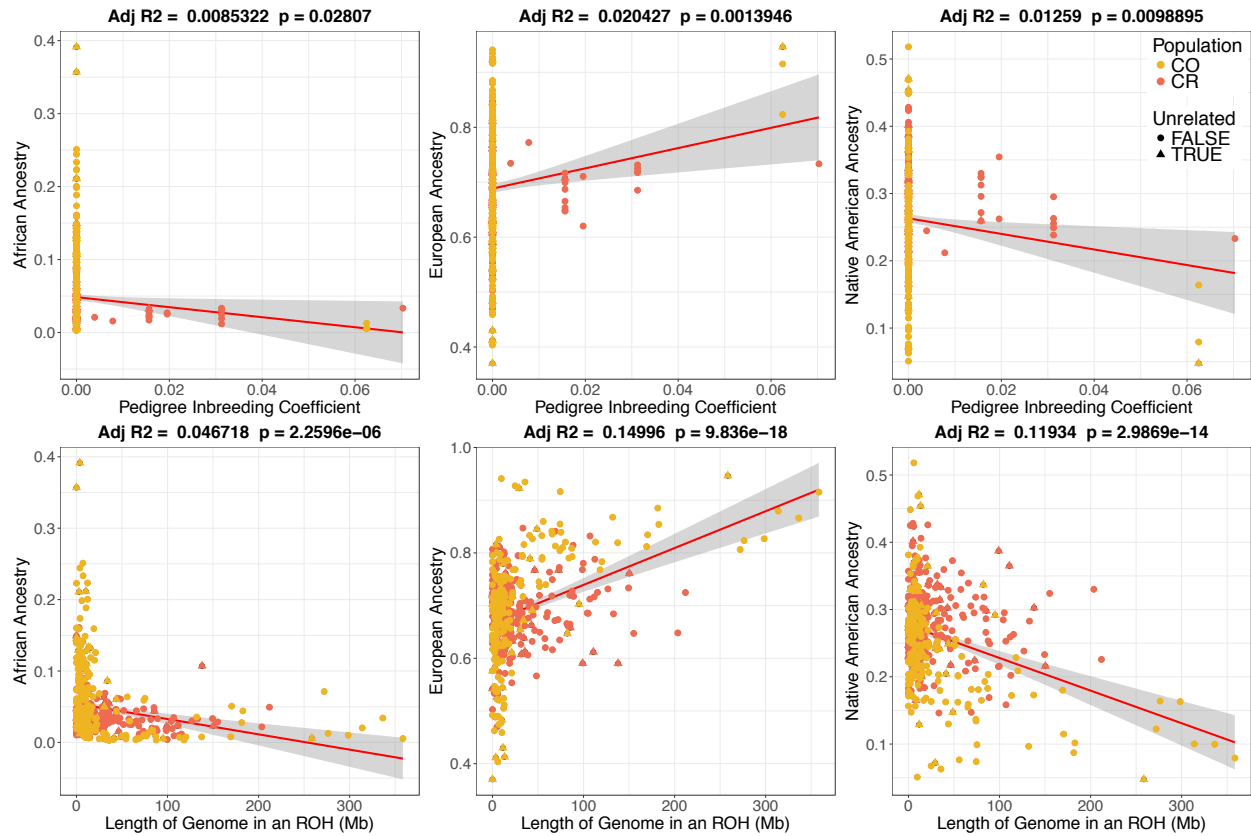 Adj R2 = 0.0085322 p = 0.02807
African Ancestry
0.4
0.3
0.2
0.1
0.0
0.00 0.02 0.04 0.06
Pedigree Inbreeding Coefficient
Adj R2 = 0.020427 p = 0.0013946
European Ancestry
0.8
0.6
0.4
0.00 0.02 0.04 0.06
Pedigree Inbreeding Coefficient
Adj R2 = 0.01259 p = 0.0098895
Native American Ancestry
0.5
0.4
0.3
0.2
0.1
0.00 0.02 0.04 0.06
Pedigree Inbreeding Coefficient
Population
CO
CR
Unrelated
FALSE
TRUE
Adj R2 = 0.046718 p = 2.2596e−06
African Ancestry
0.4
0.3
0.2
0.1
0.0
0 100 200 300
Length of Genome in an ROH (Mb)
Adj R2 = 0.14996 p = 9.836e−18
European Ancestry
1.0
0.8
0.6
0.4
0 100 200 300
Length of Genome in an ROH (Mb)
Adj R2 = 0.11934 p = 2.9869e−14
Native American Ancestry
0.5
0.4
0.3
0.2
0.1
0 100 200 300
Length of Genome in an ROH (Mb)